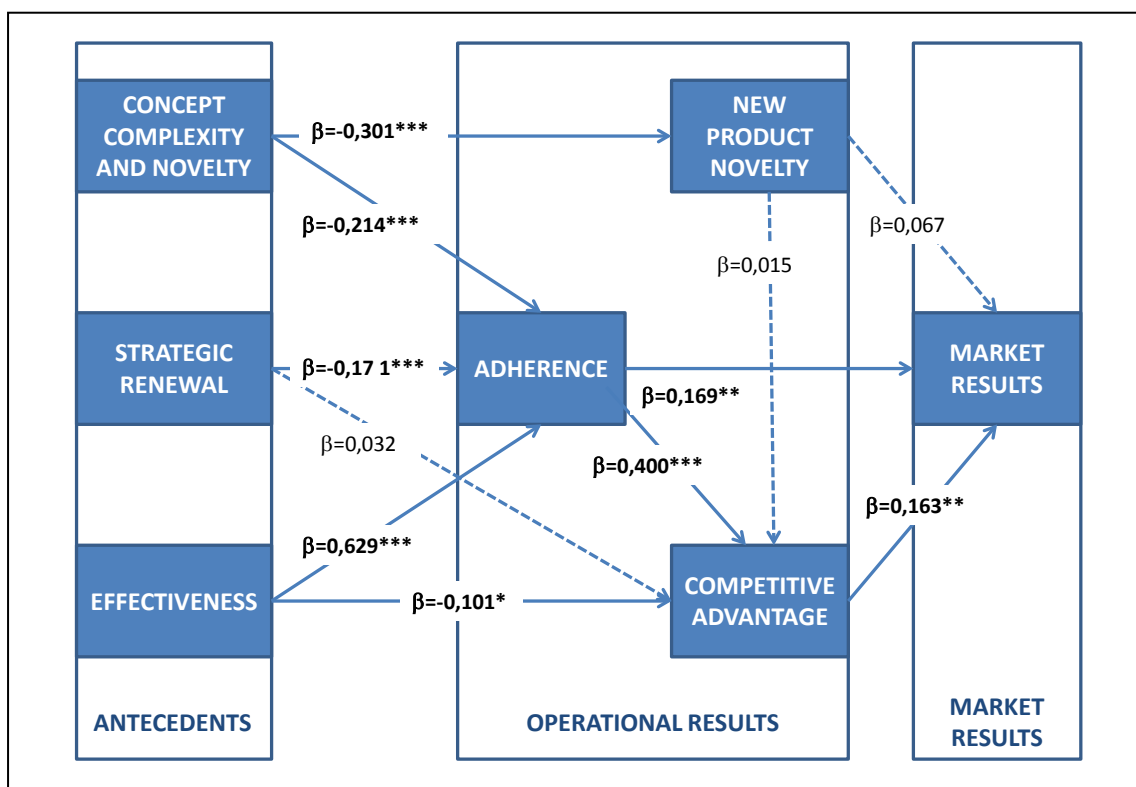 CONCEPT
COMPLEXITY
AND NOVELTY
β=-0,301***
NEW
PRODUCT
NOVELTY
β=-0,214***
β=0,067
β=0,015
STRATEGIC
RENEWAL
β=-0,17 1***
ADHERENCE
MARKET
RESULTS
β=0,169**
β=0,032
β=0,400***
β=0,163**
β=0,629***
EFFECTIVENESS
β=-0,101*
COMPETITIVE
ADVANTAGE
ANTECEDENTS
OPERATIONAL RESULTS
MARKET
RESULTS